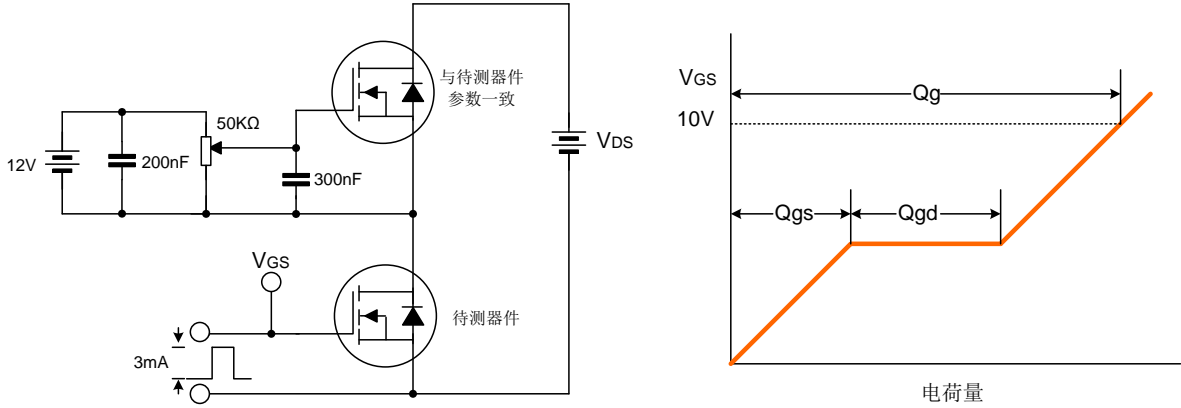 与待测器件
参数一致
50KΩ
12V
200nF
300nF
VDS
VGS
待测器件
3mA
VGS
Qg
10V
Qgs
Qgd
电荷量